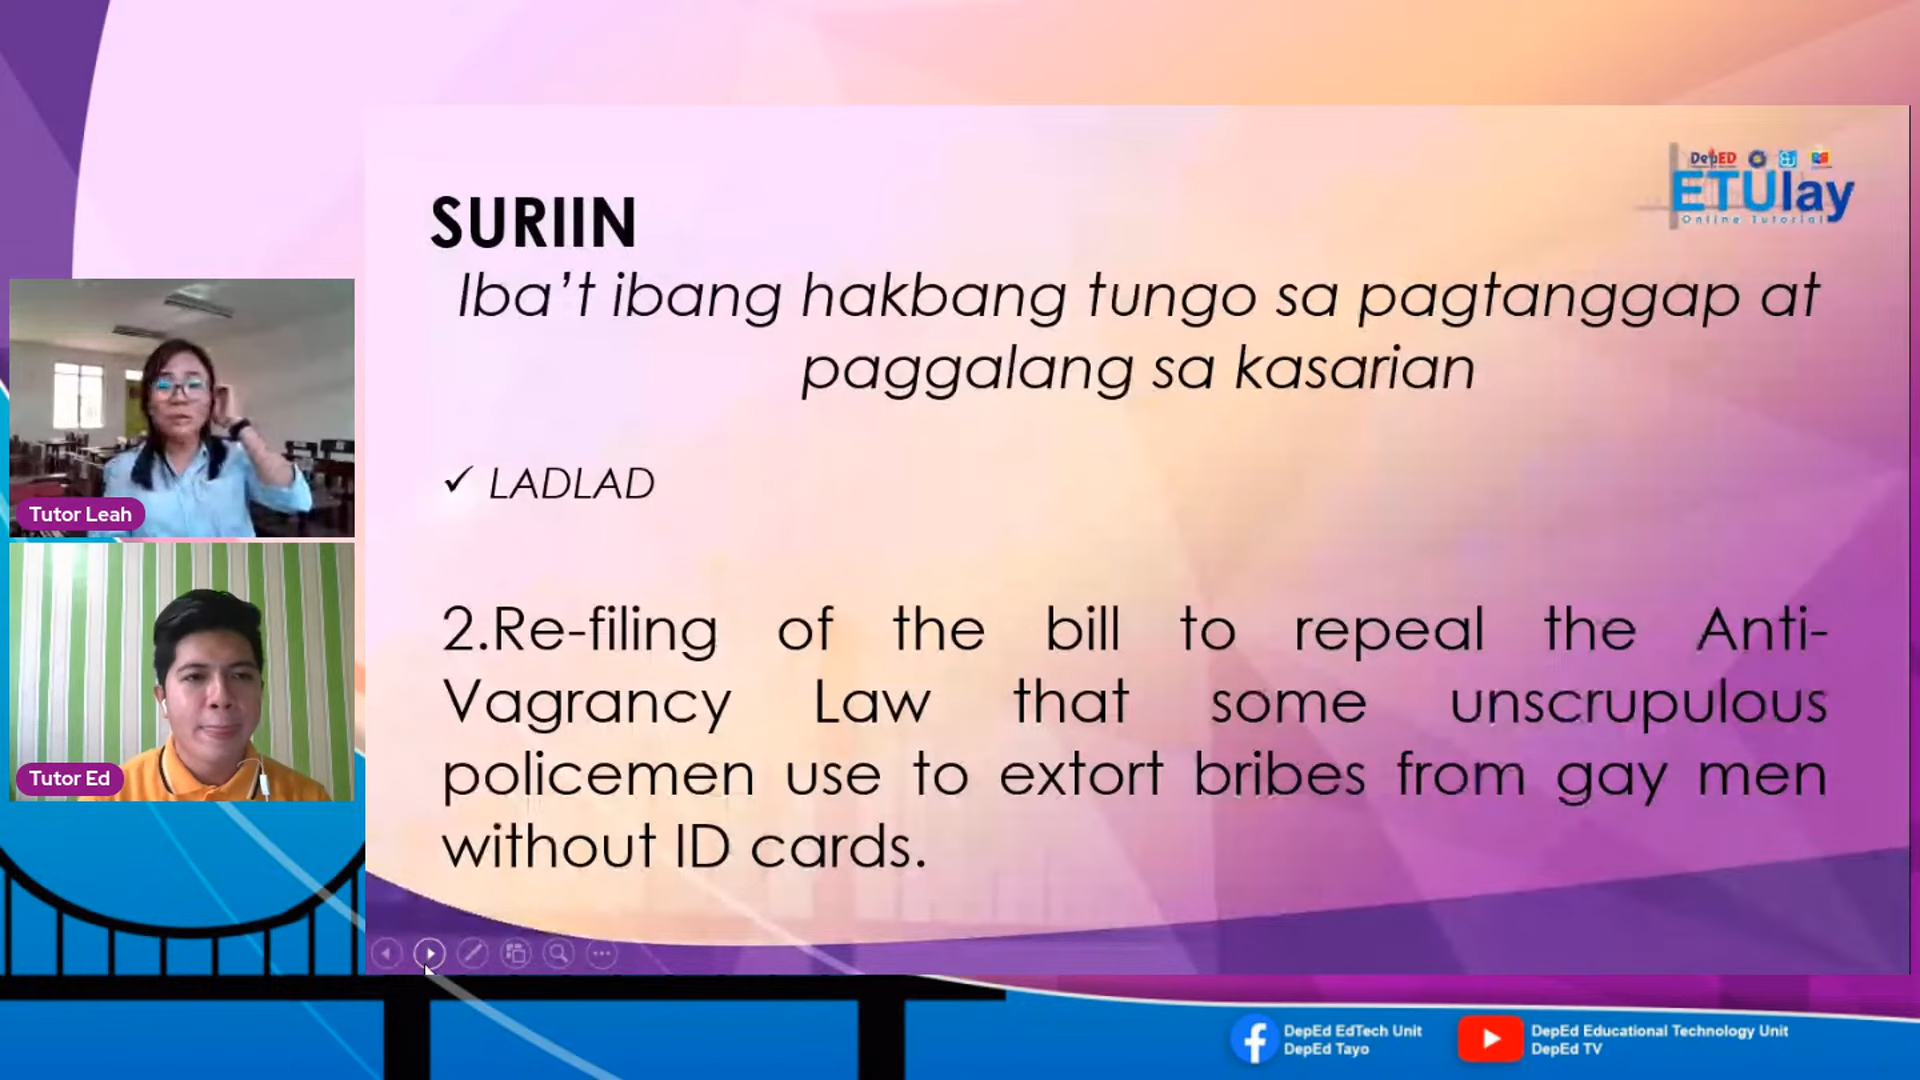 DepED
ETUlay
Online Tutorial
SURIIN
Iba’t ibang hakbang tungo sa pagtanggap at
paggalang sa kasarian
✓ LADLAD
2.Re-filing of the bill to repeal the Anti-
Vagrancy Law that some unscrupulous
policemen use to extort bribes from gay men
without ID cards.
Tutor Leah
Tutor Ed
DepEd EdTech Unit
DepEd Tayo
DepEd Educational Technology Unit
DepEd TV